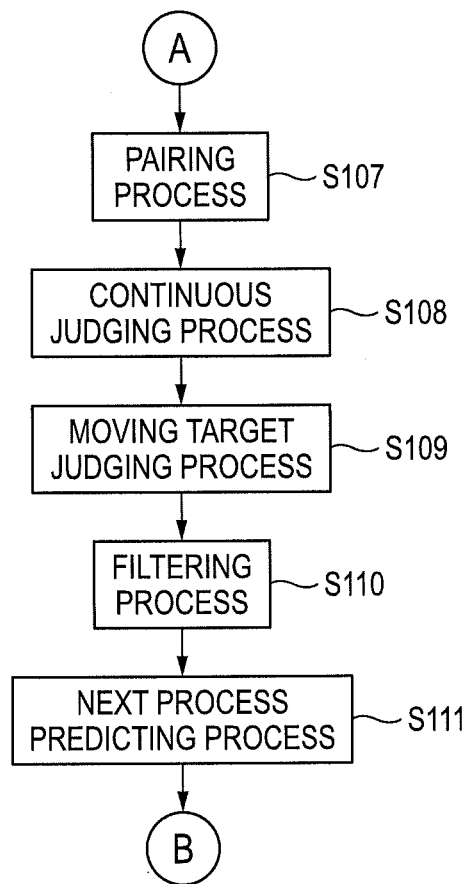 A
PAIRING
PROCESS
S107
CONTINUOUS
JUDGING PROCESS
S108
MOVING TARGET
JUDGING PROCESS
S109
FILTERING
PROCESS
S110
NEXT PROCESS
PREDICTING PROCESS
S111
B